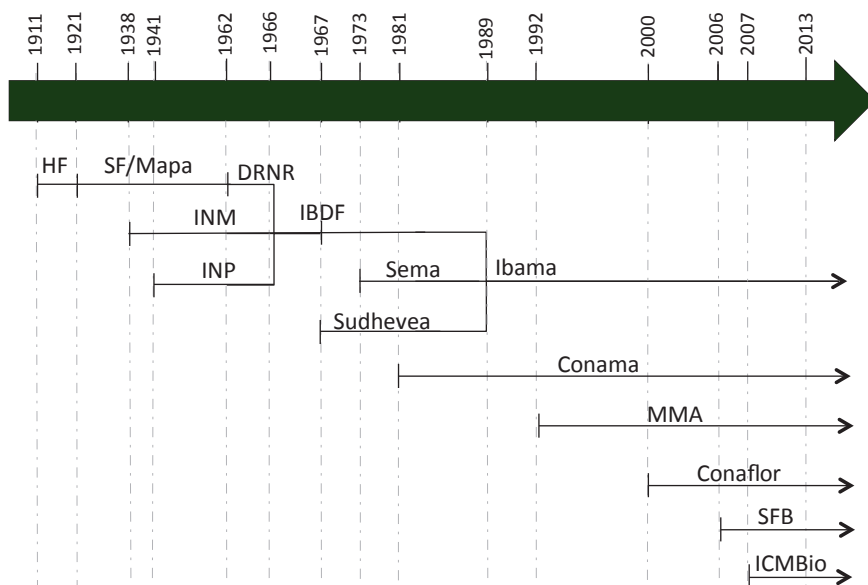 1911
1921
1938
1941
1962
1966
1967
1973
1981
1989
1992
2000
2006
2007
2013
HF SF/Mapa DRNR
INM IBDF
INP Sema Ibama
Sudhevea
Conama
MMA
Conaflor
SFB
ICMBio